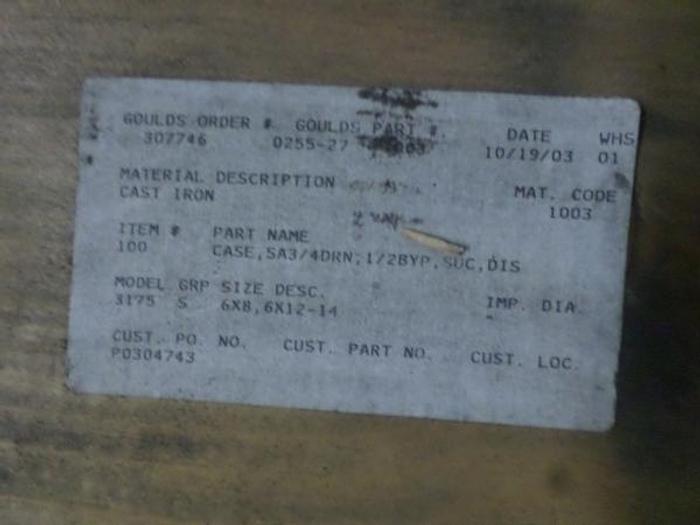 GOULDS ORDER # GOULDS PART #. DATE WHS
307746 0255-27 10/19/03 01
MATERIAL DESCRIPTION MAT. CODE
CAST IRON 1003
ITEM # PART NAME
100 CASE,SA3/4DRN,1/2BYP,SUC,DIS
MODEL GRP SIZE DESC. IMP. DIA.
3175 S 6X8,6X12-14
CUST. PO. NO. CUST. PART NO. CUST. LOC.
P0304743